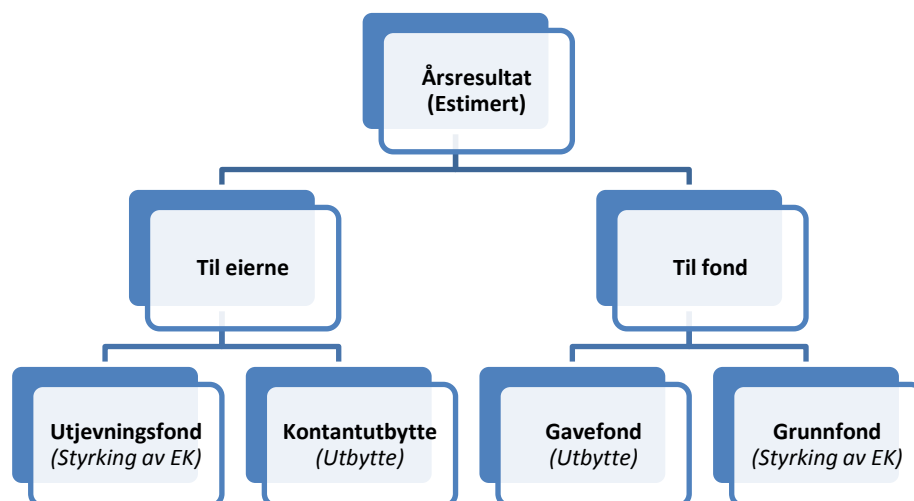 Årsresultat
(Estimert)
Til eierne
Til fond
Utjevningsfond
(Styrking av EK)
Kontantutbytte
(Utbytte)
Gavefond
(Utbytte)
Grunnfond
(Styrking av EK)